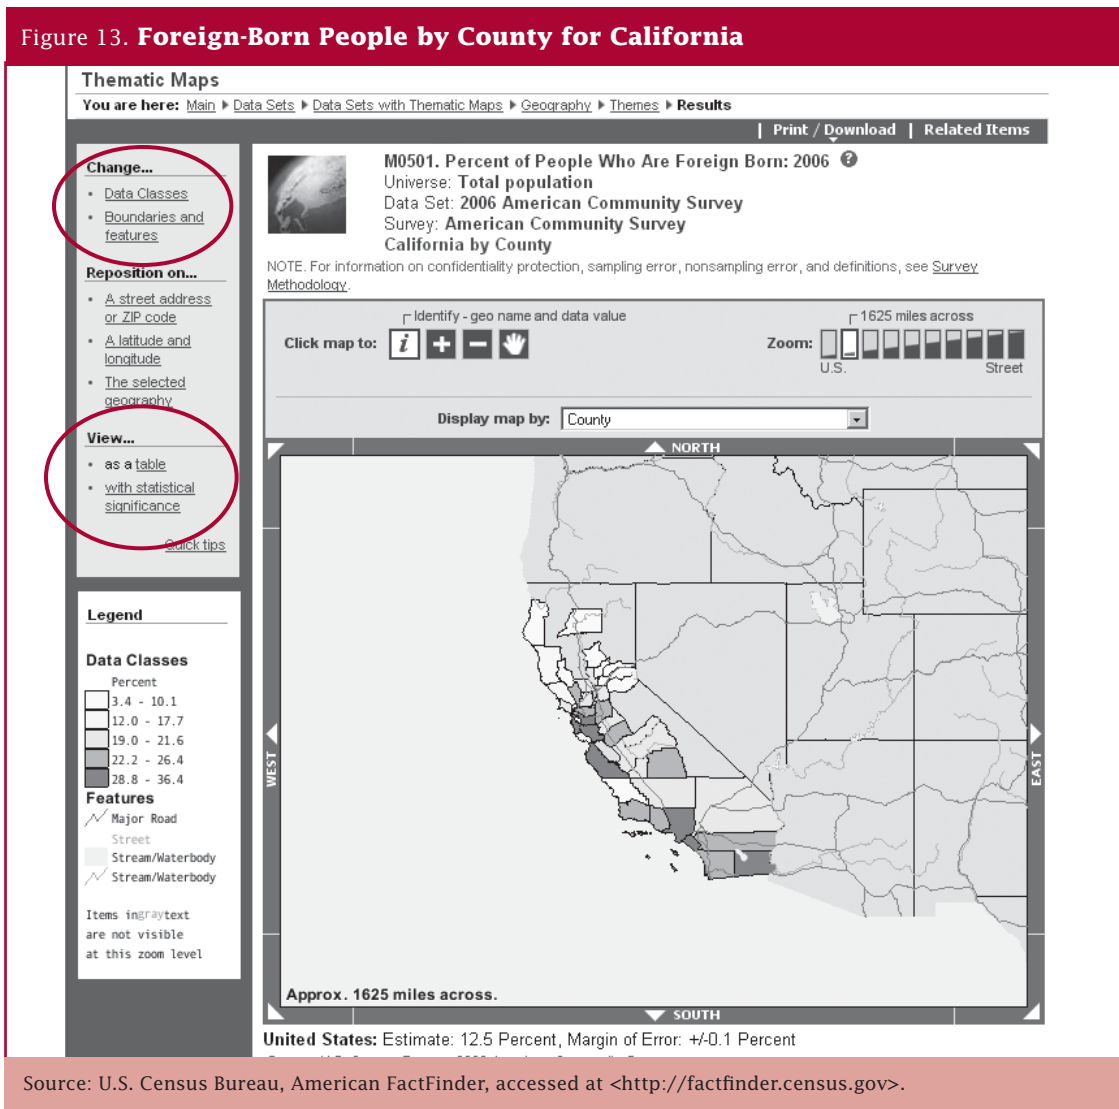 Figure 13. Foreign-Born People by County for California
Thematic Maps
You are here: Main Data Sets Data Sets with Thematic Maps Geography Themes Results
| Print / Download | Related Items
Change...
• Data Classes
• Boundaries and
features
Reposition on...
• A street address
or ZIP code
• A latitude and
longitude
• The selected
geography
View...
• as a table
• with statistical
significance
Quick tips
M0501. Percent of People Who Are Foreign Born: 2006 ?
Universe: Total population
Data Set: 2006 American Community Survey
Survey: American Community Survey
California by County
NOTE. For information on confidentiality protection, sampling error, nonsampling error, and definitions, see Survey
Methodology.
Identify - geo name and data value
Click map to: i + −
1625 miles across
Zoom:
U.S. Street
Display map by: County
NORTH
WEST
EAST
Approx. 1625 miles across.
SOUTH
Legend
Data Classes
Percent
3.4 - 10.1
12.0 - 17.7
19.0 - 21.6
22.2 - 26.4
28.8 - 36.4
Features
Major Road
Street
Stream/Waterbody
Stream/Waterbody
Items in gray text
are not visible
at this zoom level
United States: Estimate: 12.5 Percent, Margin of Error: +/-0.1 Percent
Source: U.S. Census Bureau, American FactFinder, accessed at <http://factfinder.census.gov>.